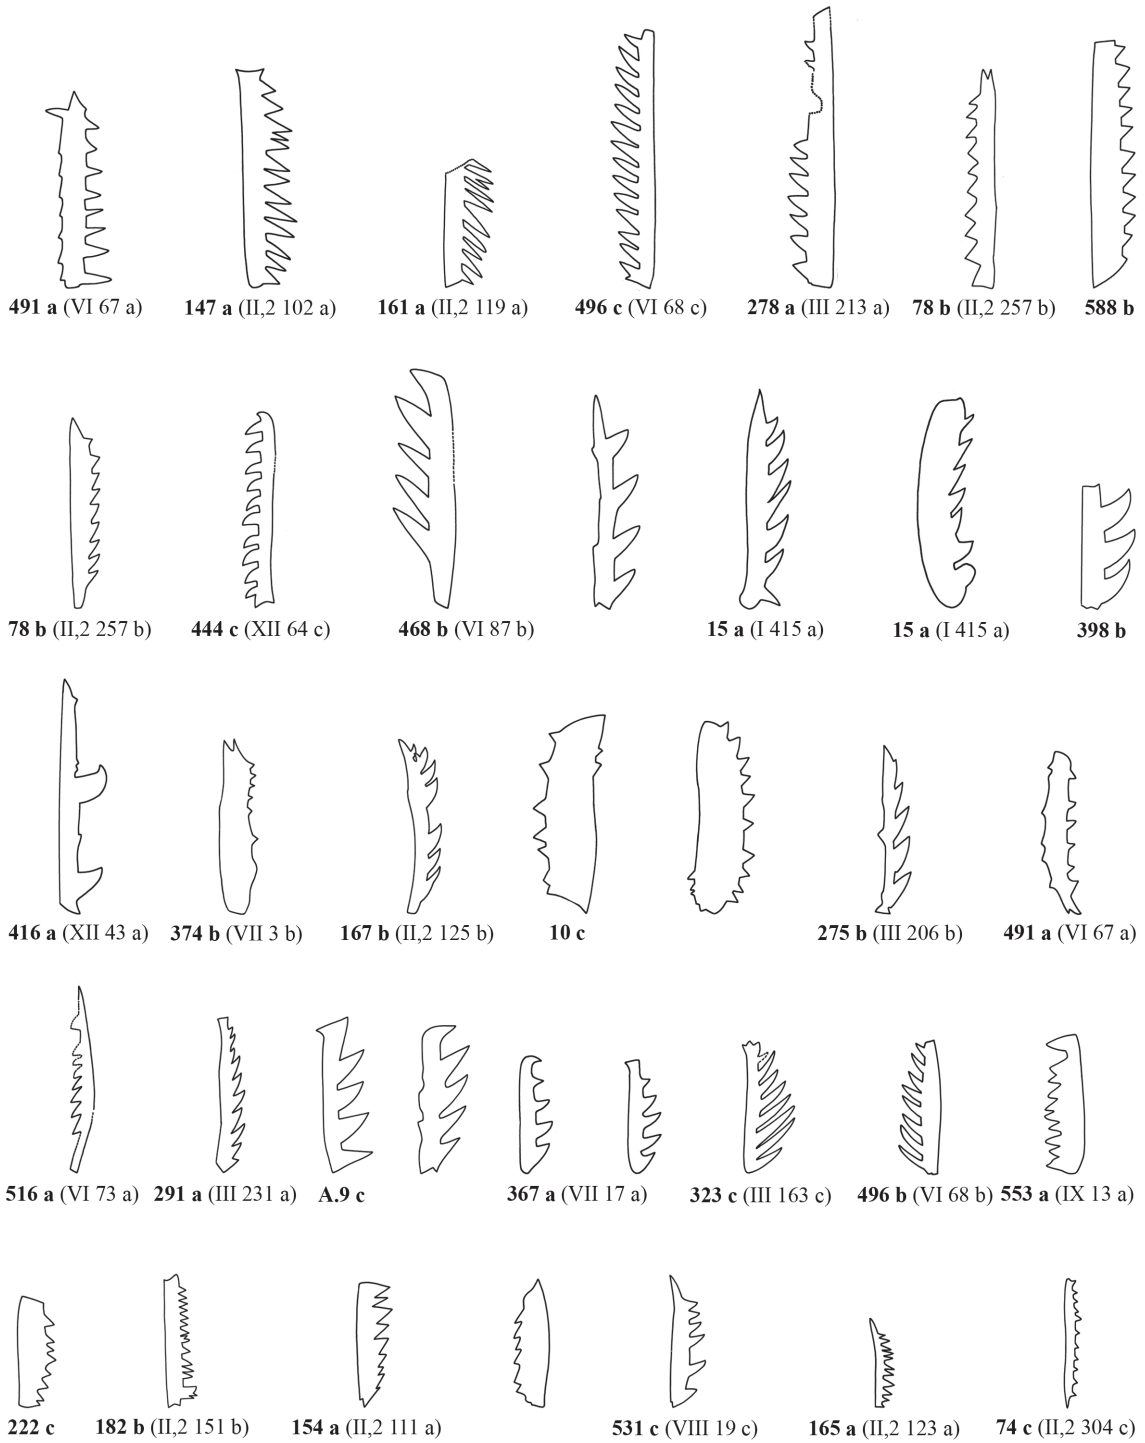 491 a (VI 67 a) 147 a (II,2 102 a) 161 a (II,2 119 a) 496 c (VI 68 c) 278 a (III 213 a) 78 b (II,2 257 b) 588 b
78 b (II,2 257 b) 444 c (XII 64 c) 468 b (VI 87 b) 15 a (I 415 a) 15 a (I 415 a) 398 b
416 a (XII 43 a) 374 b (VII 3 b) 167 b (II,2 125 b) 10 c 275 b (III 206 b) 491 a (VI 67 a)
516 a (VI 73 a) 291 a (III 231 a) A.9 c 367 a (VII 17 a) 323 c (III 163 c) 496 b (VI 68 b) 553 a (IX 13 a)
222 c 182 b (II,2 151 b) 154 a (II,2 111 a) 531 c (VIII 19 c) 165 a (II,2 123 a) 74 c (II,2 304 c)